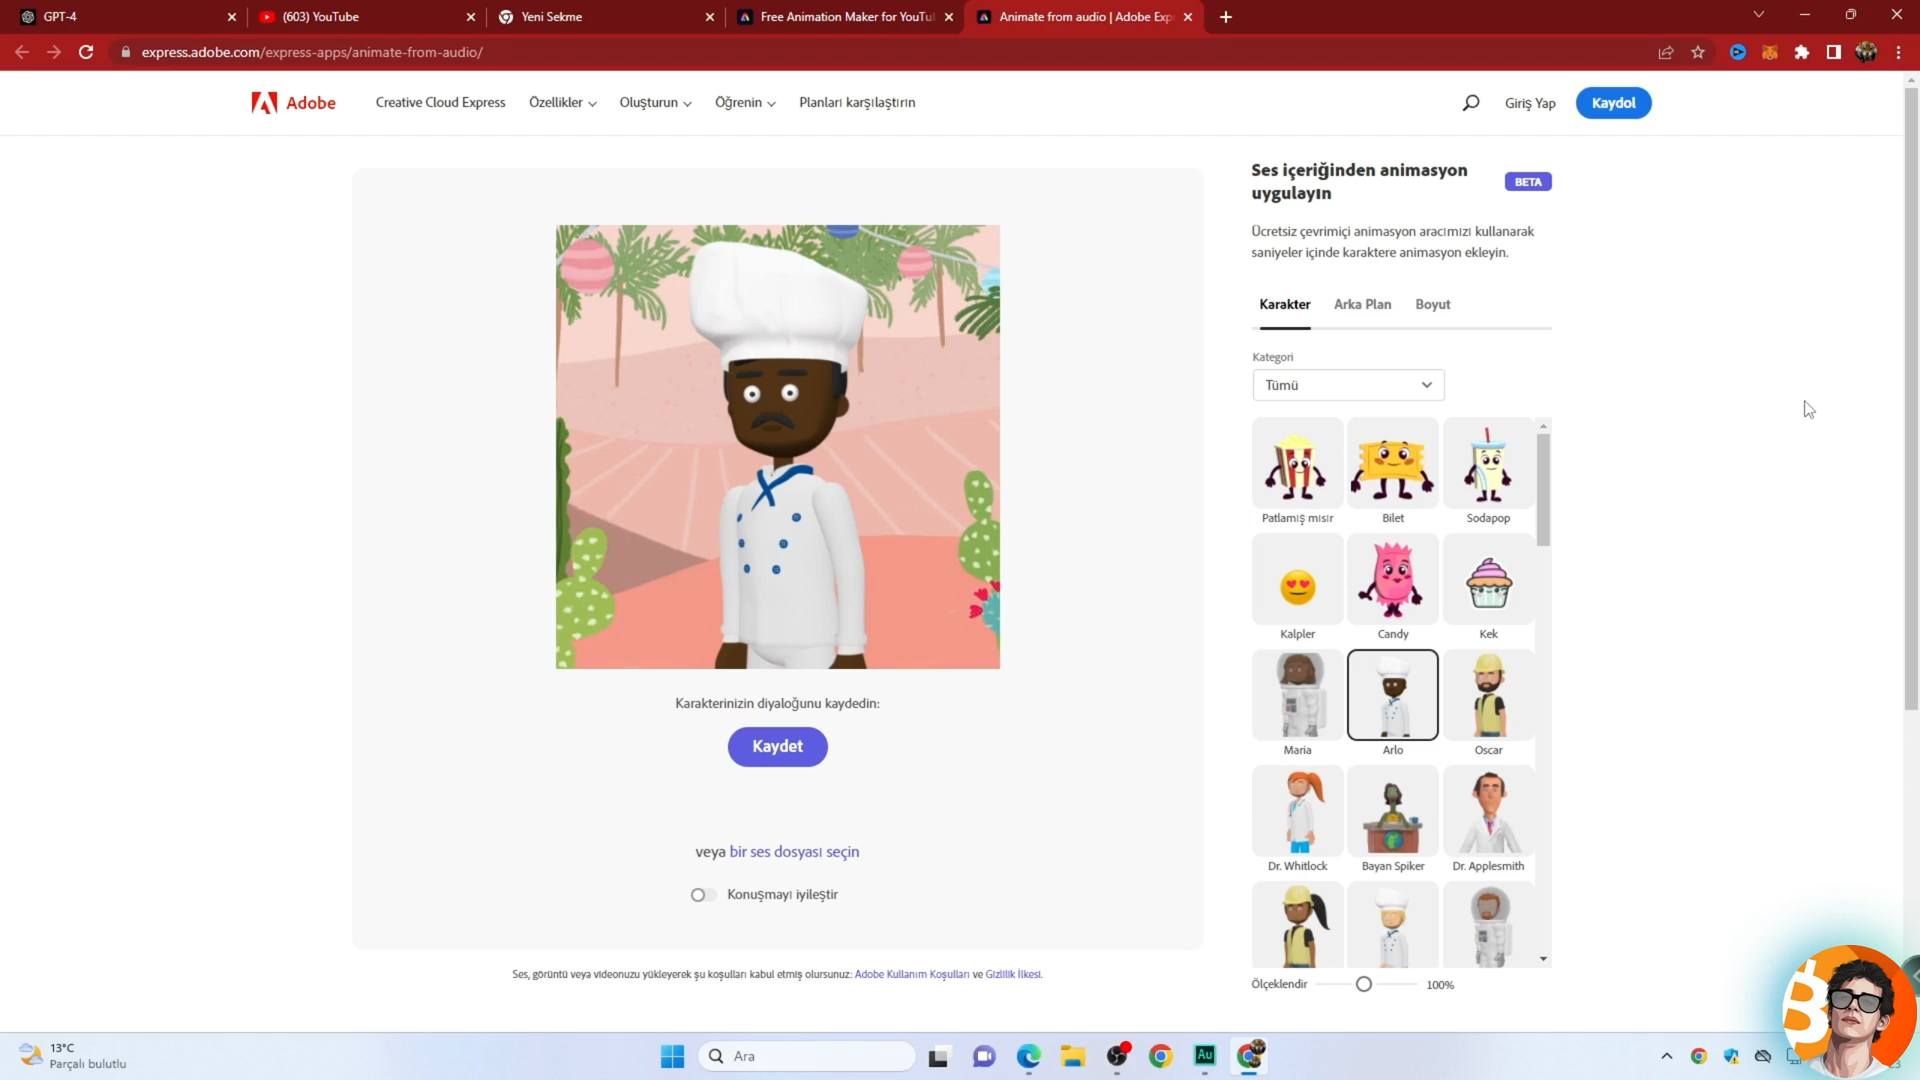 GPT-4
(603) YouTube
Yeni Sekme
Free Animation Maker for YouTu
Animate from audio | Adobe Exp
express.adobe.com/express-apps/animate-from-audio/
Adobe
Creative Cloud Express
Özellikler
Oluşturun
Öğrenin
Planları karşılaştırın
Giriş Yap
Kaydol
Ses içeriğinden animasyon
uygulayın
BETA
Ücretsiz çevrimiçi animasyon aracımızı kullanarak
saniyeler içinde karaktere animasyon ekleyin.
Karakter
Arka Plan
Boyut
Kategori
Tümü
Patlamış mısır
Bilet
Sodapop
Kalpler
Candy
Kek
Maria
Arlo
Oscar
Dr. Whitlock
Bayan Spiker
Dr. Applesmith
Ölçeklendir
100%
Karakterinizin diyaloğunu kaydedin:
Kaydet
veya bir ses dosyası seçin
Konuşmayı iyileştir
Ses, görüntü veya videonuzu yükleyerek şu koşulları kabul etmiş olursunuz: Adobe Kullanım Koşulları ve Gizlilik İlkesi.
13°C
Parçalı bulutlu
Ara
Au